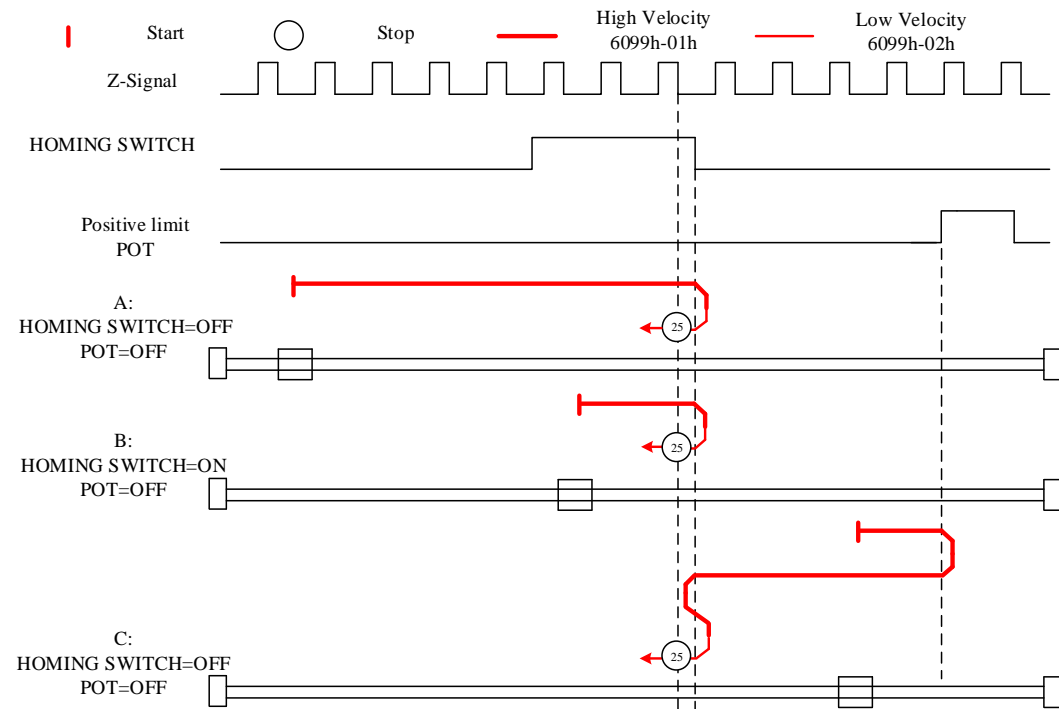 Start
Stop
High Velocity
6099h-01h
Low Velocity
6099h-02h
Z-Signal
HOMING SWITCH
Positive limit
POT
A:
HOMING SWITCH=OFF
POT=OFF
25
B:
HOMING SWITCH=ON
POT=OFF
25
C:
HOMING SWITCH=OFF
POT=OFF
25